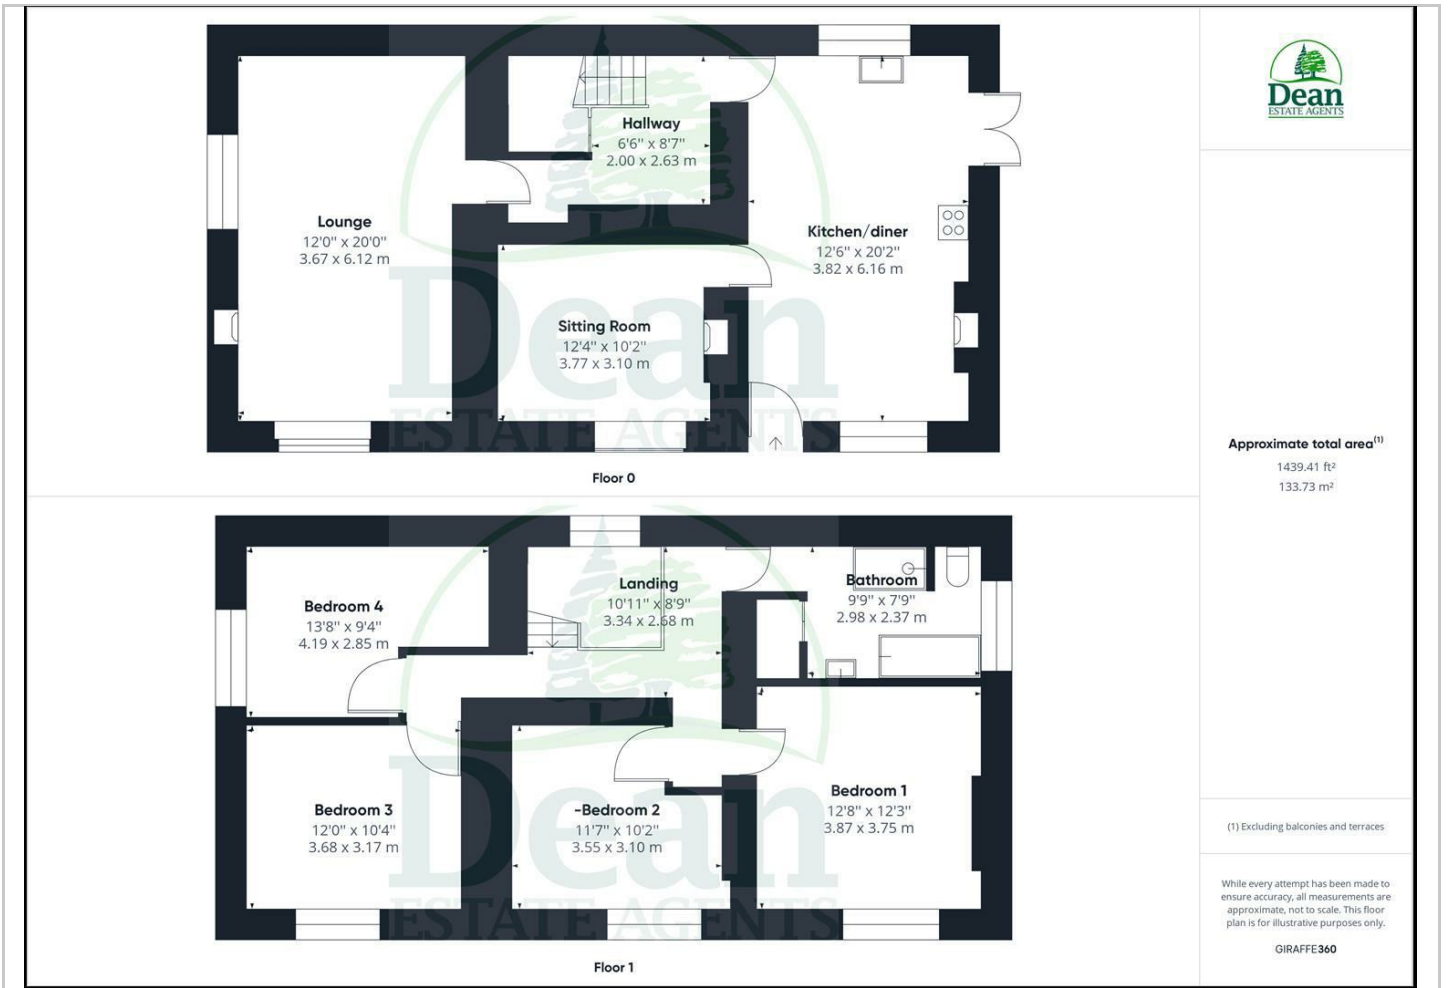 Hallway
6'6" x 8'7"
2.00 x 2.63 m
Lounge
12'0" x 20'0"
3.67 x 6.12 m
Kitchen/diner
12'6" x 20'2"
3.82 x 6.16 m
Sitting Room
12'4" x 10'2"
3.77 x 3.10 m
Dean
ESTATE AGENTS
Floor 0
Landing
10'11" x 8'9"
3.34 x 2.68 m
Bathroom
9'9" x 7'9"
2.98 x 2.37 m
Bedroom 4
13'8" x 9'4"
4.19 x 2.85 m
Bedroom 3
12'0" x 10'4"
3.68 x 3.17 m
-Bedroom 2
11'7" x 10'2"
3.55 x 3.10 m
Bedroom 1
12'8" x 12'3"
3.87 x 3.75 m
Dean
ESTATE AGENTS
Floor 1
Dean
ESTATE AGENTS
Approximate total area(1)
1439.41 ft²
133.73 m²
(1) Excluding balconies and terraces
While every attempt has been made to
ensure accuracy, all measurements are
approximate, not to scale. This floor
plan is for illustrative purposes only.
GIRAFFE360